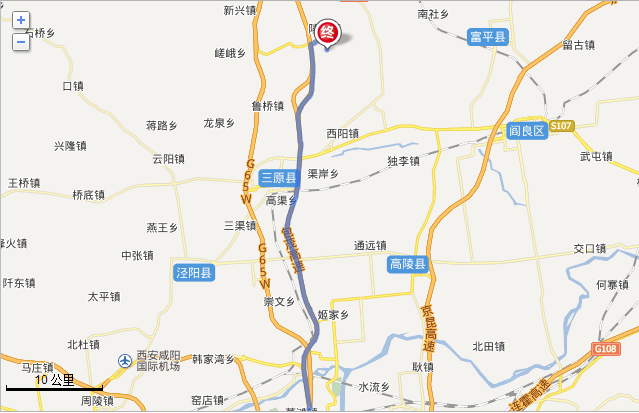 新兴镇
南社乡
石桥乡
终
富平县
留古镇
嵯峨乡
口镇
鲁桥镇
S107
阎良区
蒋路乡
龙泉乡
西阳镇
兴隆镇
云阳镇
独李镇
武屯镇
G65W
三原县
渠岸乡
王桥镇
桥底镇
高渠乡
燕王乡
三渠镇
通远镇
交口镇
中张镇
泾阳县
G65W
高陵县
阡东镇
何寨镇
太平镇
崇文乡
姬家乡
京昆高速
北杜镇
西安咸阳
国际机场
韩家湾乡
北田镇
G108
马庄镇
耿镇
10 公里
水流乡
连霍高速
周陵镇
窑店镇